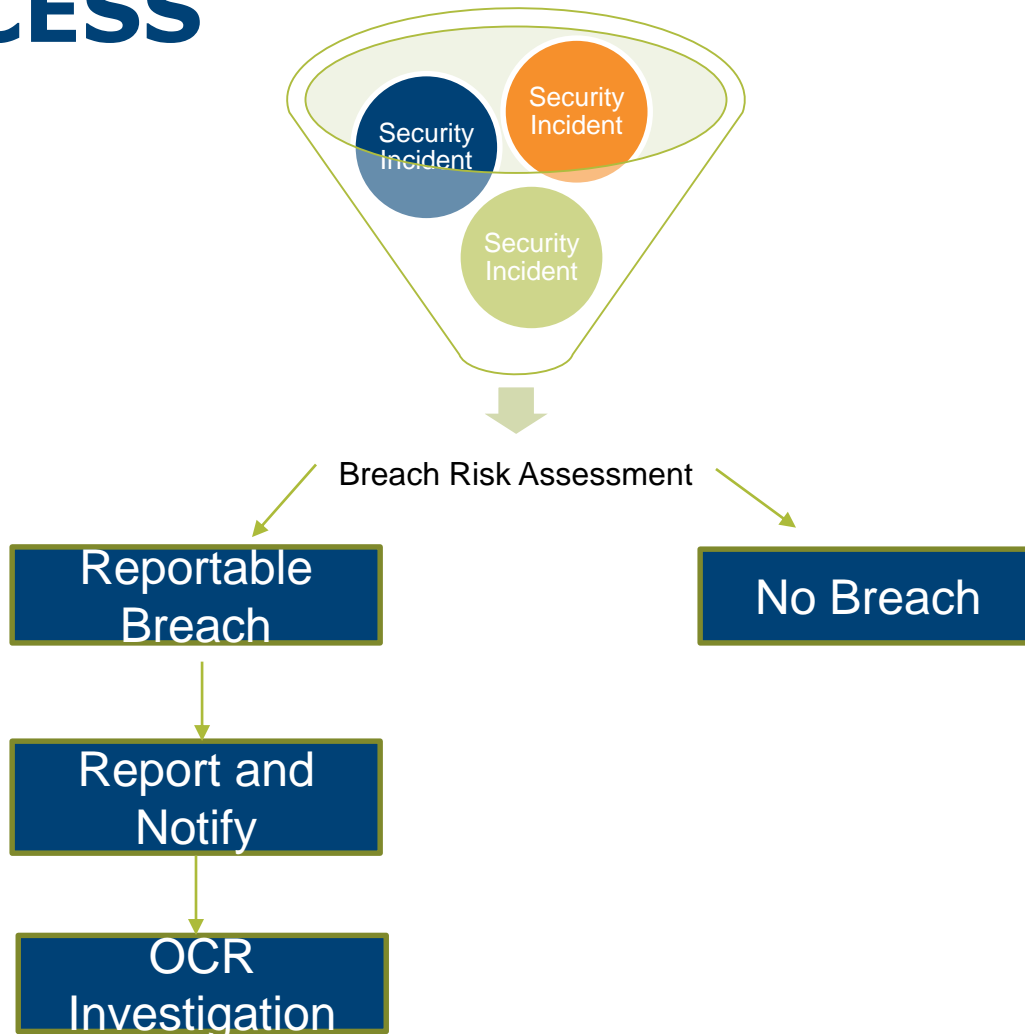 CESS
Security
Incident
Security
Incident
Security
Incident
Breach Risk Assessment
Reportable
Breach
No Breach
Report and
Notify
OCR
Investigation